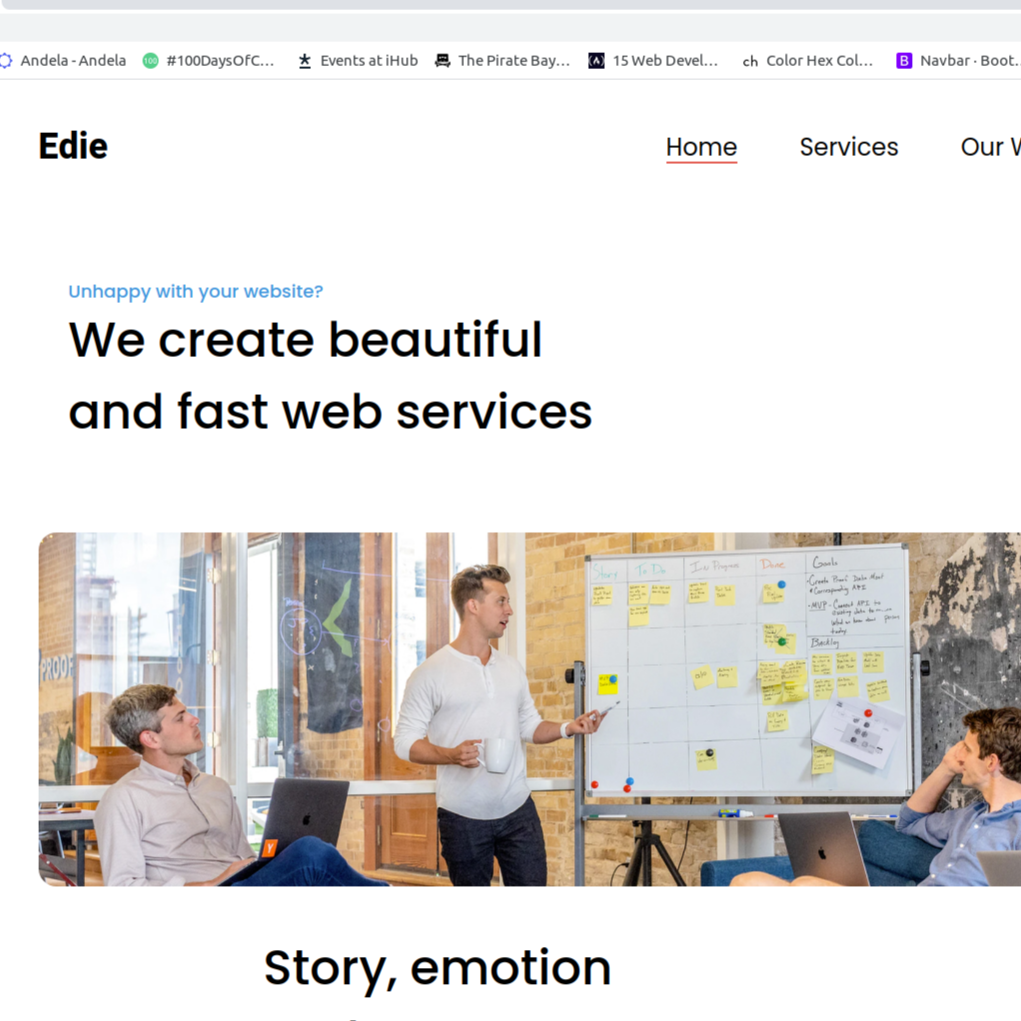 Andela - Andela
#100DaysOfC...
Events at iHub
The Pirate Bay...
15 Web Devel...
ch Color Hex Col...
B Navbar · Boot...
Edie
Home
Services
Our
Unhappy with your website?
We create beautiful
and fast web services
PROOF
Story
To Do
In Progress
Done
Goals
Backlog
Y
Story, emotion